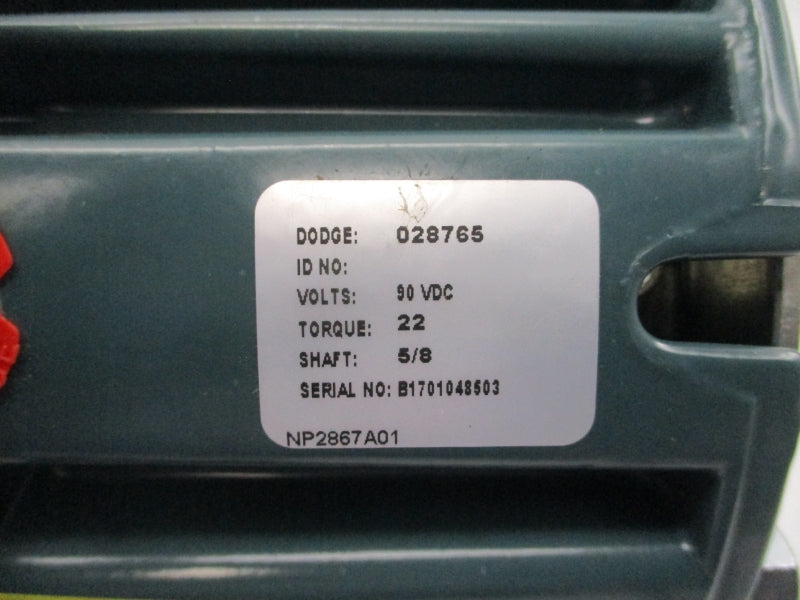 DODGE: 028765
ID NO:
VOLTS: 90 VDC
TORQUE: 22
SHAFT: 5/8
SERIAL NO: B1701048503
NP2867A01